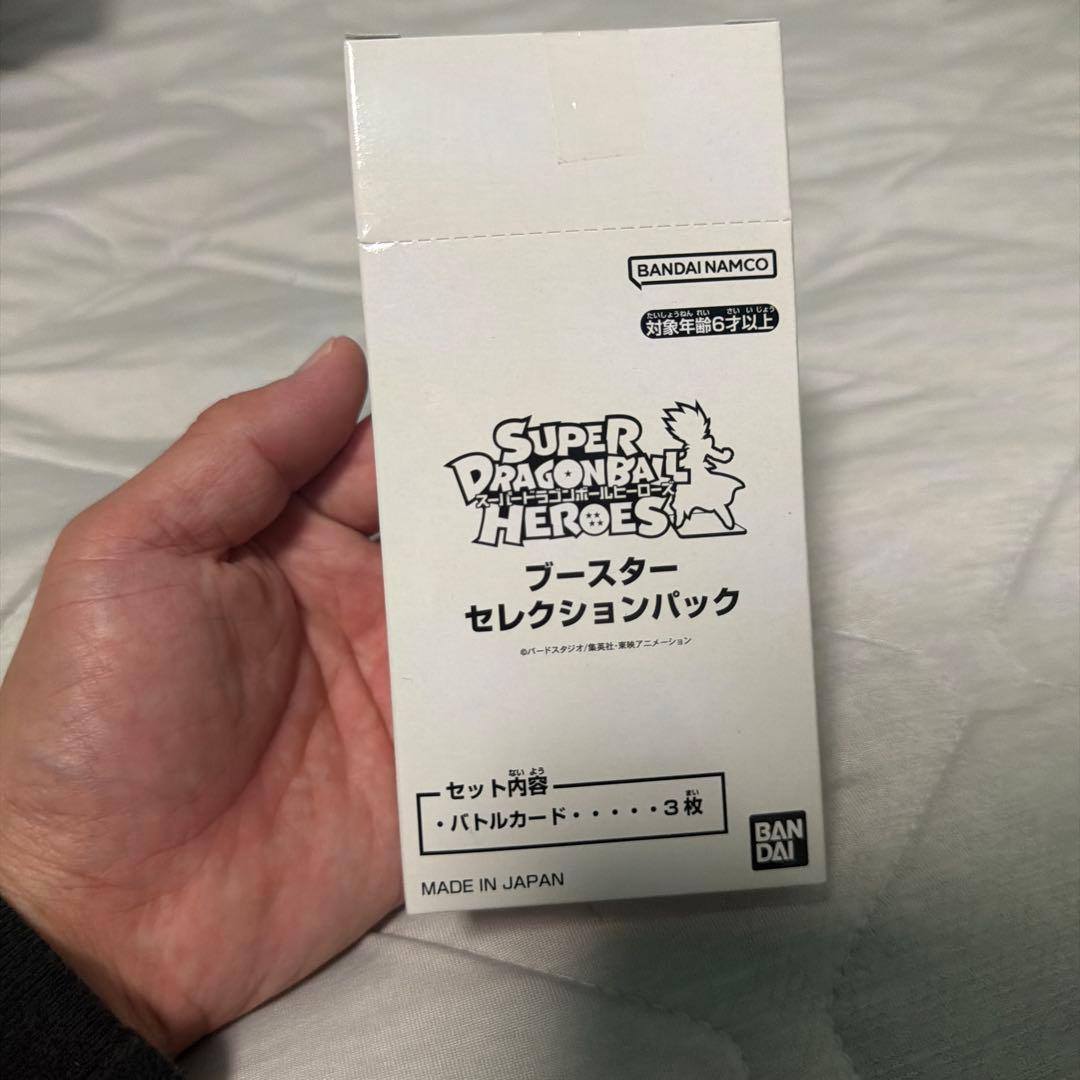 BANDAI NAMCO
たいしょうねんれい さいいじょう
対象年齢6才以上
SUPER
DRAGONBALL
スーパードラゴンボールヒーローズ
HEROES
ブースター
セレクションパック
©バードスタジオ/集英社・東映アニメーション
ないよう
セット内容
まい
・バトルカード・・・・・3枚
BAN
DAI
MADE IN JAPAN